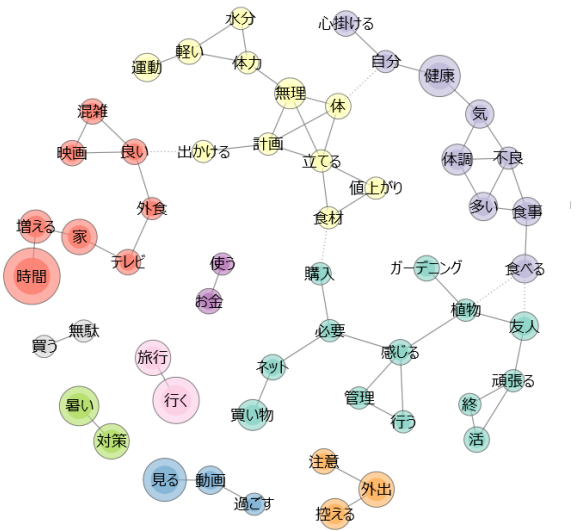 水分
心掛ける
軽い
運動
体力
自分
健康
無理
体
気
混雑
映画
良い
出かける
計画
立てる
体調
不良
値上がり
多い
食事
外食
食材
増える
家
テレビ
時間
使う
お金
購入
ガーデニング
食べる
植物
友人
買う
無駄
必要
旅行
感じる
ネット
頑張る
行く
管理
行う
終
活
暑い
対策
買い物
見る
動画
過ごす
注意
外出
控える